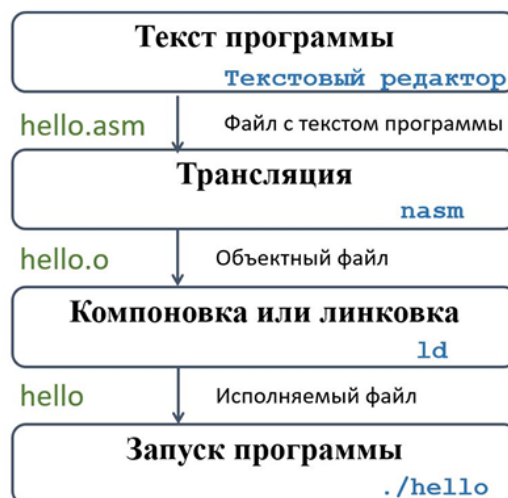 Текст программы
Текстовый редактор
hello.asm Файл с текстом программы
Трансляция
nasm
hello.o Объектный файл
Компоновка или линковка
ld
hello Исполняемый файл
Запуск программы
./hello